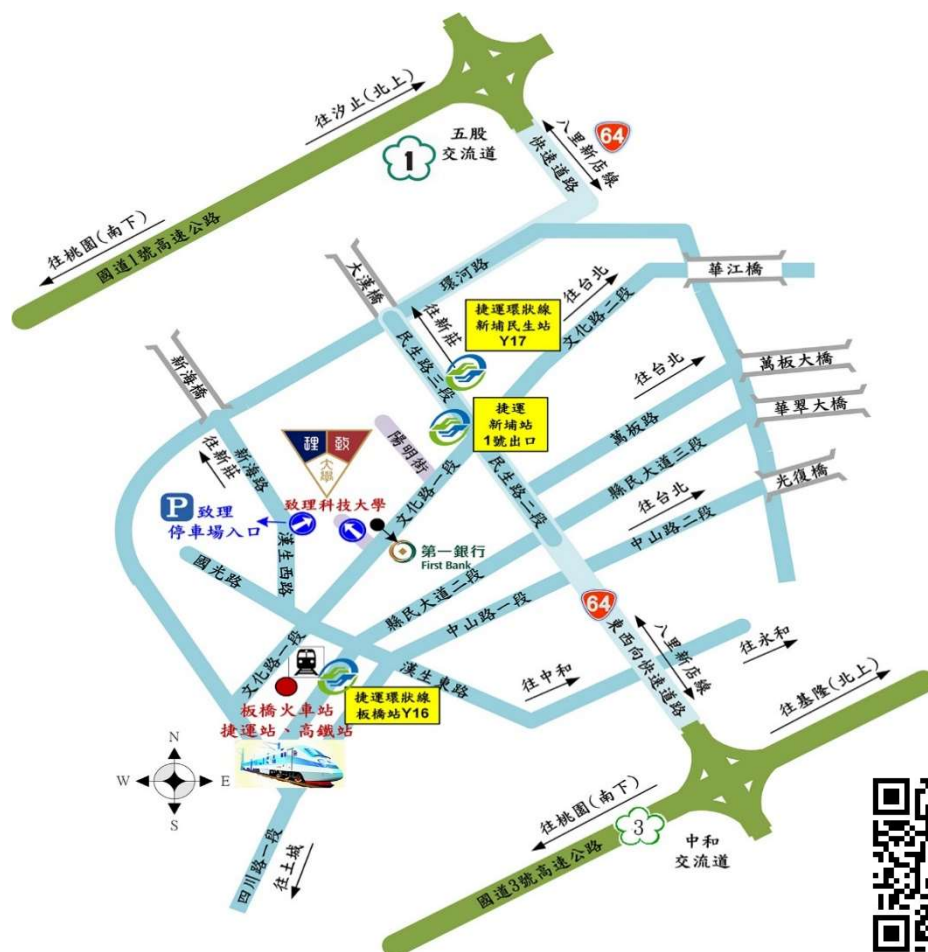 往汐止(北上)
五股
交流道
1
64
八里新店線
快速道路
往桃園(南下)
國道1號高速公路
大漢橋
環河路
往台北
華江橋
文化路二段
往新莊
捷運環狀線
新埔民生站
Y17
民生路三段
新海橋
往台北
萬板大橋
華翠大橋
捷運
新埔站
1號出口
萬板路
陽明街
理致
大學
往新莊
新海路
致理科技大學
文化路一段
縣民大道三段
光復橋
P 致理
停車場入口
民生路二段
往台北
中山路二段
漢生西路
第一銀行
First Bank
國光路
縣民大道二段
中山路一段
64
東西向快速道路
八里新店線
文化路一段
漢生東路
往中和
往永和
捷運環狀線
板橋站Y16
板橋火車站
捷運站、高鐵站
往基隆(北上)
N
W
E
S
往桃園(南下)
3
中和
交流道
國道3號高速公路
四川路一段
往土城